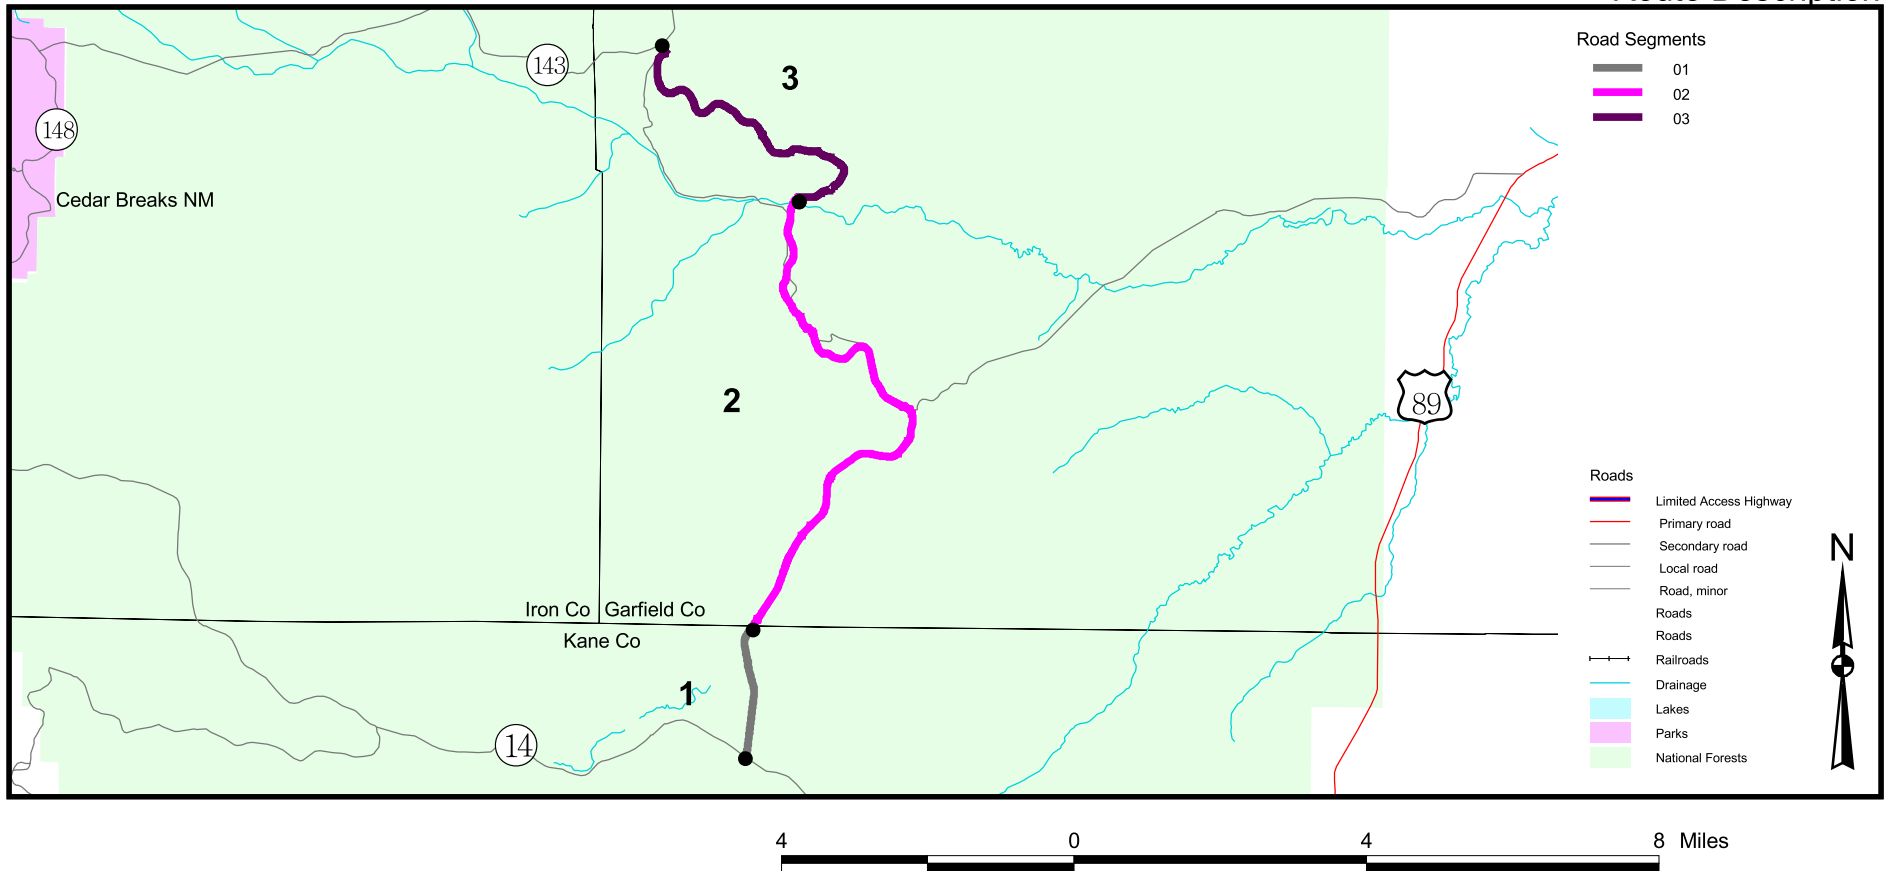 Route Description
Road Segments
01
02
03
143
3
148
Cedar Breaks NM
89
2
Roads
Limited Access Highway
Primary road
Secondary road
Local road
Road, minor
Roads
Roads
Railroads
Drainage
Lakes
Parks
National Forests
N
Iron Co
Garfield Co
Kane Co
1
14
4
0
4
8
Miles